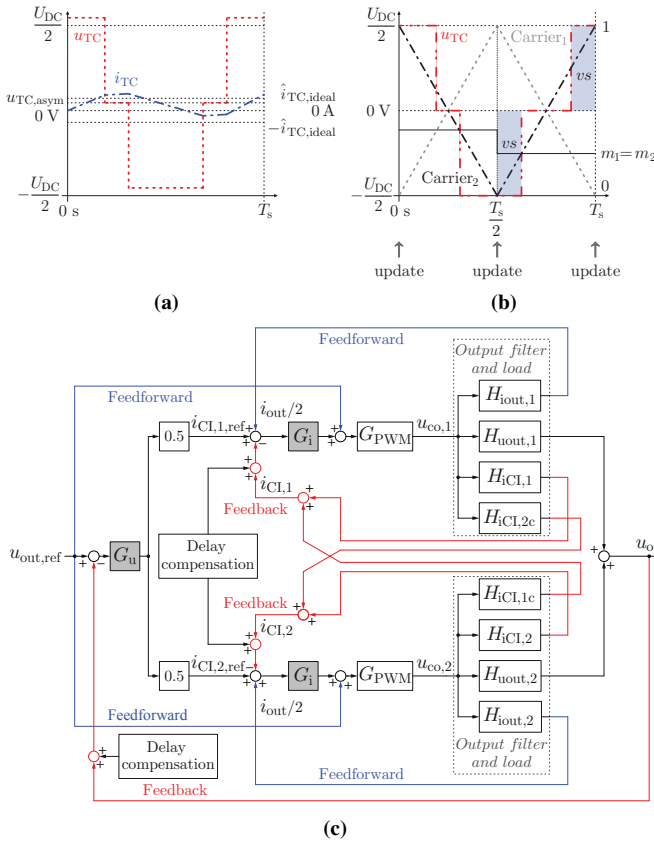 U_DC/2
u_TC
i_TC
u_TC,asym
0 V
î_TC,ideal
0 A
−î_TC,ideal
−U_DC/2
0 s
T_s
(a)
U_DC/2
u_TC
Carrier₁
1
vs
0 V
vs
m₁=m₂
Carrier₂
−U_DC/2
0
0 s
T_s/2
T_s
update
update
update
(b)
Feedforward
Output filter
and load
Feedforward
i_out/2
H_iout,1
i_CI,1,ref
u_co,1
0.5
+
−
+
G_i
+
+
G_PWM
H_uout,1
+
+
i_CI,1
H_iCI,1
Feedback
+
+
H_iCI,2c
u_out,ref
+
−
G_u
Delay
compensation
+
+
u_o
Feedback
+
+
H_iCI,1c
i_CI,2
+
+
H_iCI,2
i_CI,2,ref
u_co,2
0.5
+
−
+
G_i
+
+
G_PWM
H_uout,2
Feedforward
i_out/2
H_iout,2
Delay
compensation
+
+
Output filter
and load
Feedforward
Feedback
(c)